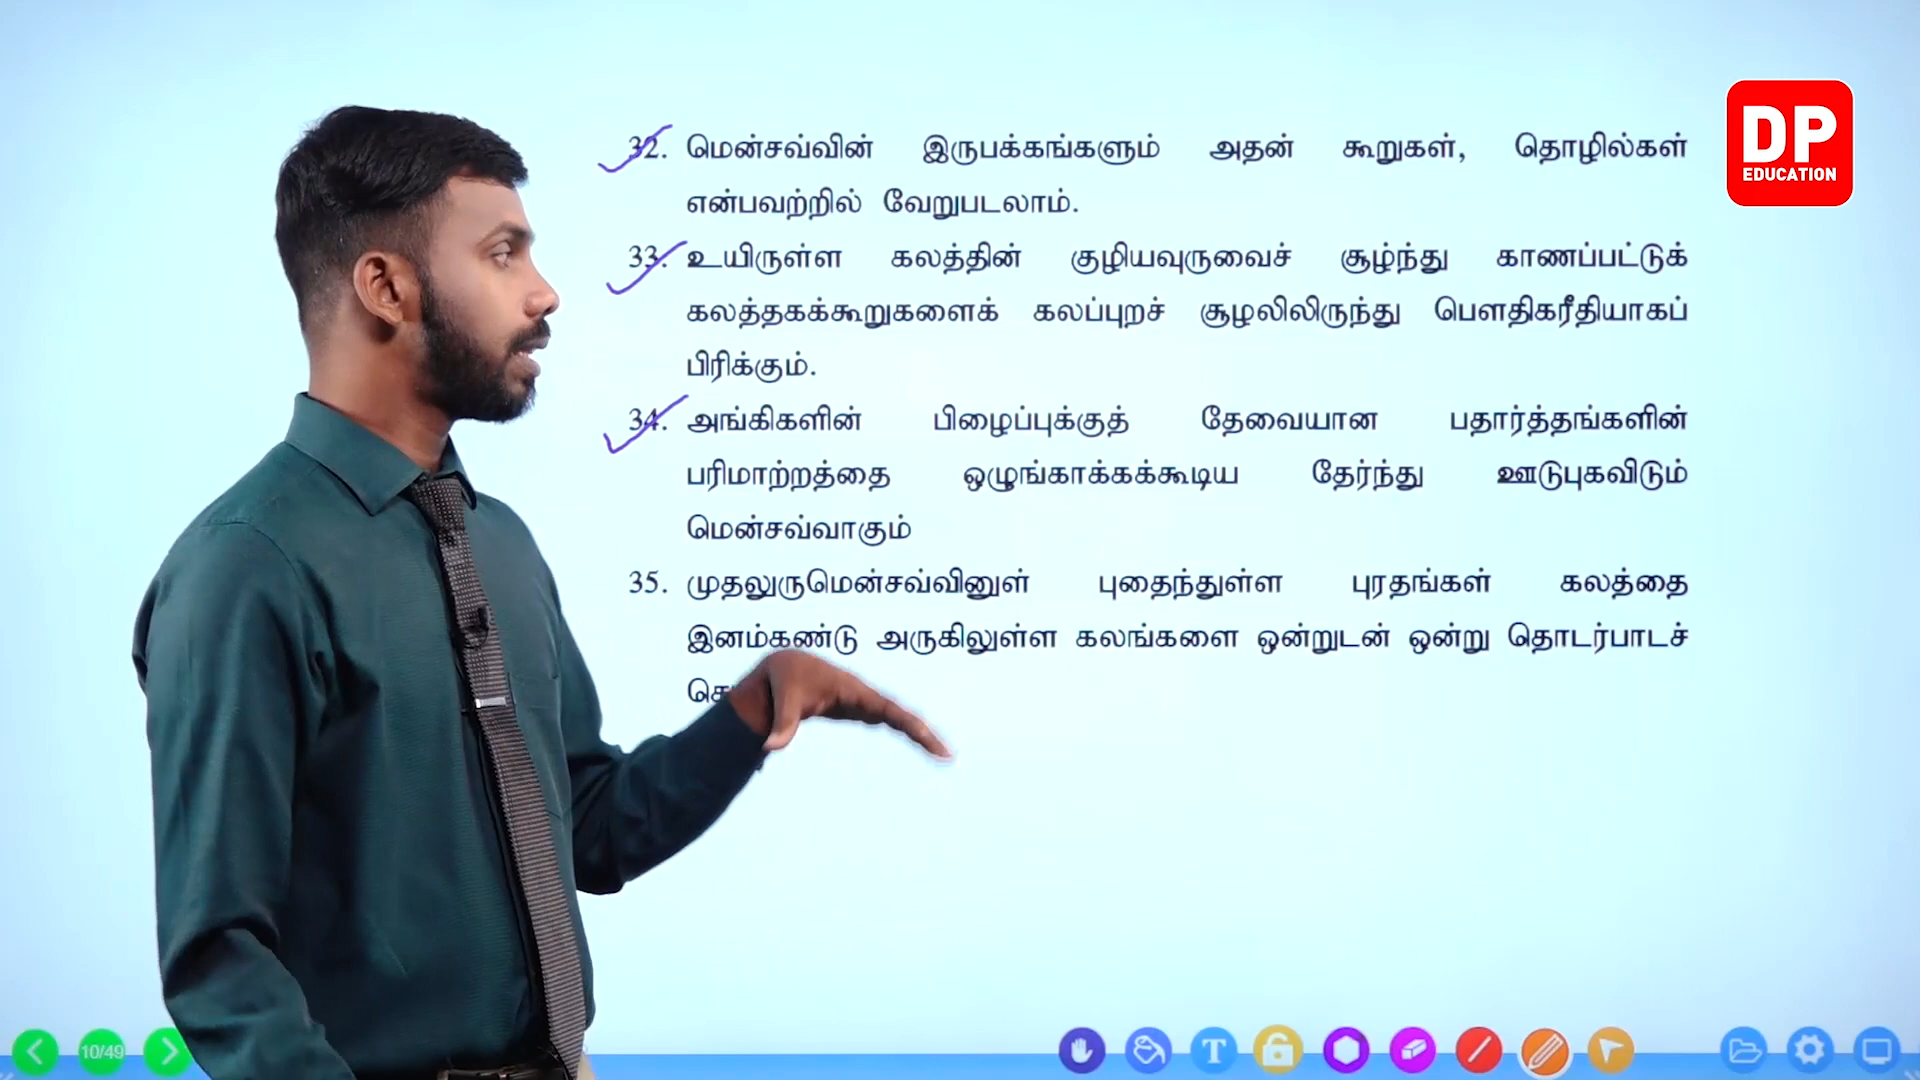 32. மென்சவ்வின் இருபக்கங்களும் அதன் கூறுகள், தொழில்கள்
என்பவற்றில் வேறுபடலாம்.
33. உயிருள்ள கலத்தின் குழியவுருவைச் சூழ்ந்து காணப்பட்டுக்
கலத்தகக்கூறுகளைக் கலப்புறச் சூழலிலிருந்து பௌதிகரீதியாகப்
பிரிக்கும்.
34. அங்கிகளின் பிழைப்புக்குத் தேவையான பதார்த்தங்களின்
பரிமாற்றத்தை ஒழுங்காக்கக்கூடிய தேர்ந்து ஊடுபுகவிடும்
மென்சவ்வாகும்
35. முதலுருமென்சவ்வினுள் புதைந்துள்ள புரதங்கள் கலத்தை
இனம்கண்டு அருகிலுள்ள கலங்களை ஒன்றுடன் ஒன்று தொடர்பாடச்
DP
EDUCATION
10/49
T